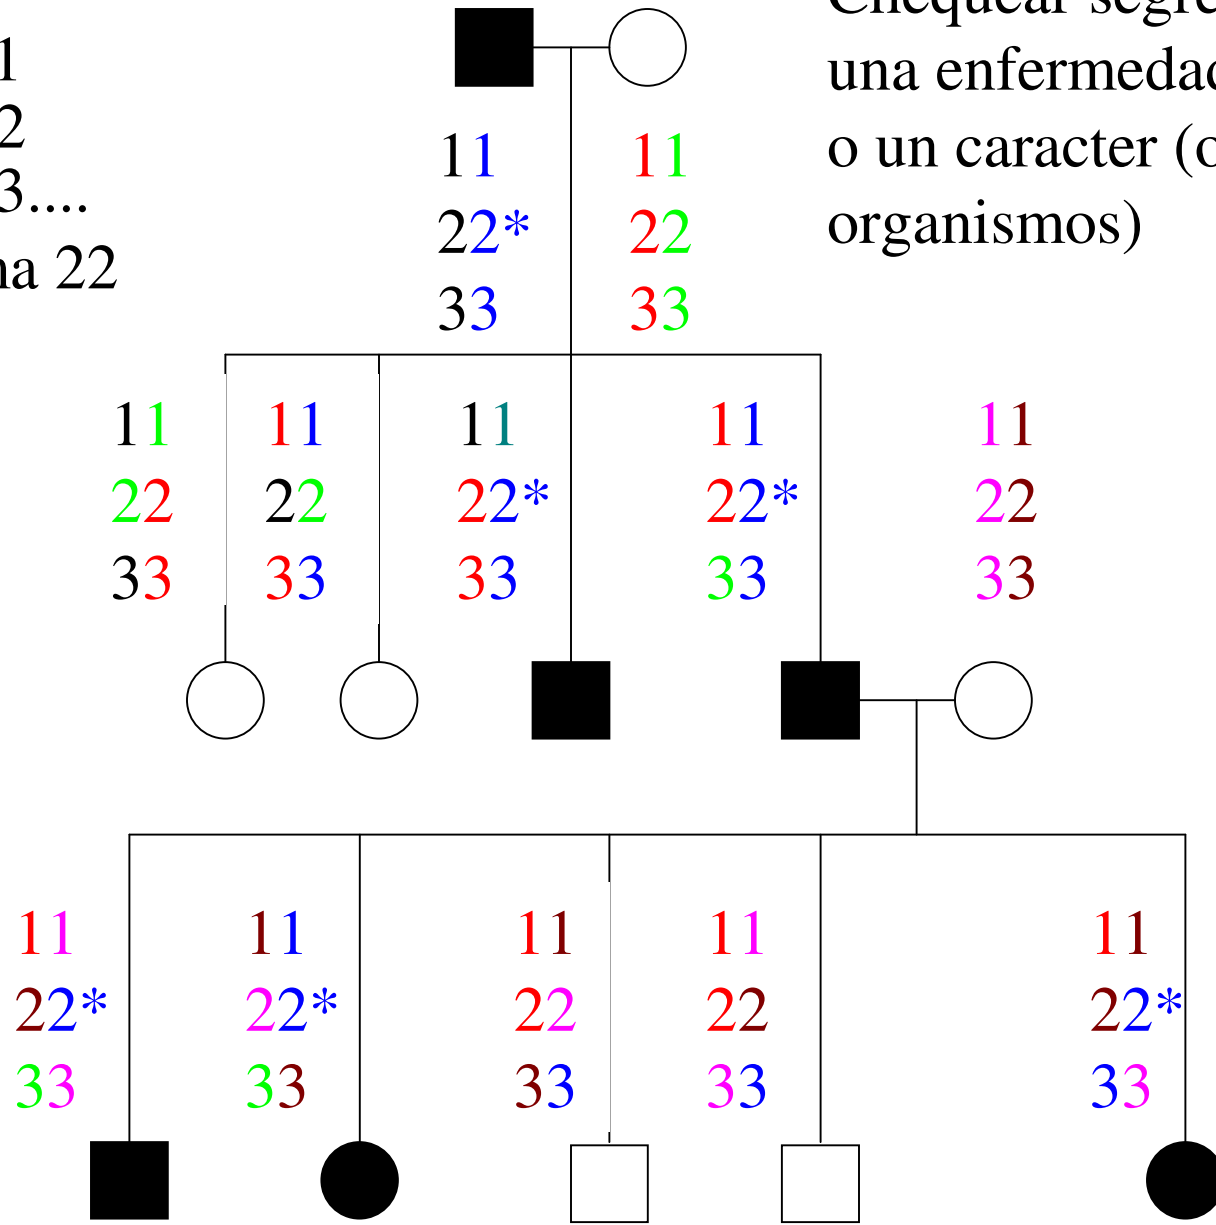 1
2
3....
na 22
Chequear segre
una enfermedad
o un caracter (o
organismos)
11 11
22* 22
33 33
11 11 11 11 11
22 22 22* 22* 22
33 33 33 33 33
11 11 11 11 11
22* 22* 22 22 22*
33 33 33 33 33